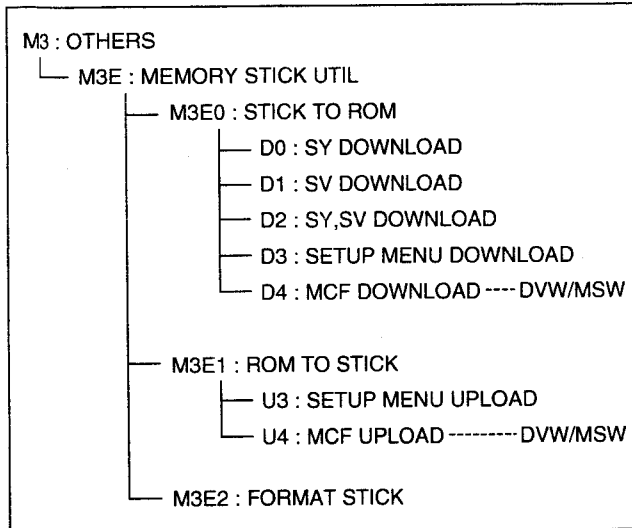 M3 : OTHERS
M3E : MEMORY STICK UTIL
M3E0 : STICK TO ROM
D0 : SY DOWNLOAD
D1 : SV DOWNLOAD
D2 : SY,SV DOWNLOAD
D3 : SETUP MENU DOWNLOAD
D4 : MCF DOWNLOAD ---- DVW/MSW
M3E1 : ROM TO STICK
U3 : SETUP MENU UPLOAD
U4 : MCF UPLOAD --------- DVW/MSW
M3E2 : FORMAT STICK